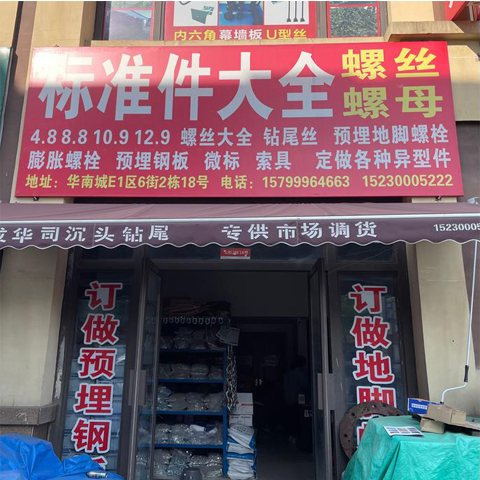 内六角 幕墙板 U型丝
标准件大全 螺丝 螺母
4.8 8.8 10.9 12.9 螺丝大全 钻尾丝 预埋地脚螺栓
膨胀螺栓 预埋钢板 微标 索具 定做各种异型件
地址：华南城E1区6街2栋18号 电话：15799964663 15230005222
发华司沉头钻尾 专供市场调货 15230005
订做预埋钢
订做地脚